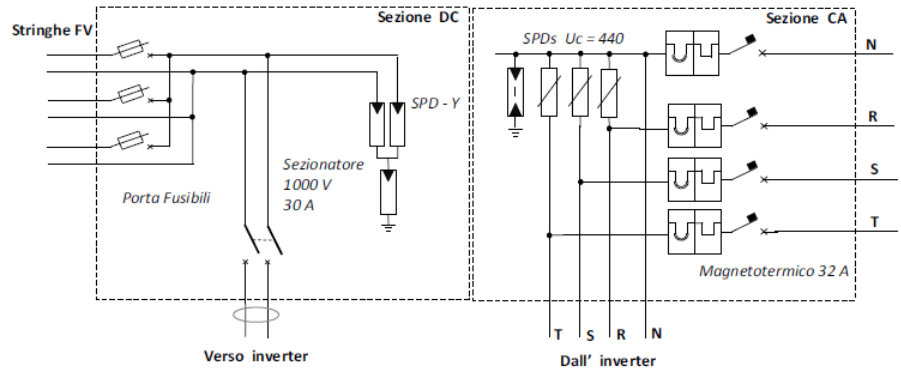 Sezione DC
Stringhe FV
SPD - Y
Sezionatore
1000 V
30 A
Porta Fusibili
Verso inverter
Sezione CA
SPDs Uc = 440
N
R
S
T
Magnetotermico 32 A
T S R N
Dall' inverter